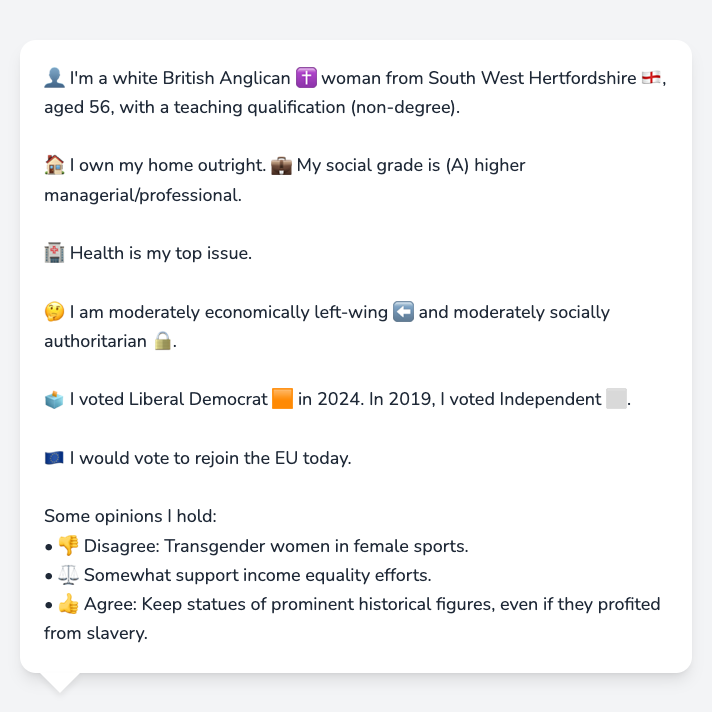 👤 I'm a white British Anglican ✝️ woman from South West Hertfordshire 🏴󠁧󠁢󠁥󠁮󠁧󠁿,
aged 56, with a teaching qualification (non-degree).
🏠 I own my home outright. 💼 My social grade is (A) higher
managerial/professional.
🏥 Health is my top issue.
🤔 I am moderately economically left-wing ⬅️ and moderately socially
authoritarian 🔒.
🗳️ I voted Liberal Democrat 🟧 in 2024. In 2019, I voted Independent ⬜.
🇪🇺 I would vote to rejoin the EU today.
Some opinions I hold:
• 👎 Disagree: Transgender women in female sports.
• ⚖️ Somewhat support income equality efforts.
• 👍 Agree: Keep statues of prominent historical figures, even if they profited
from slavery.